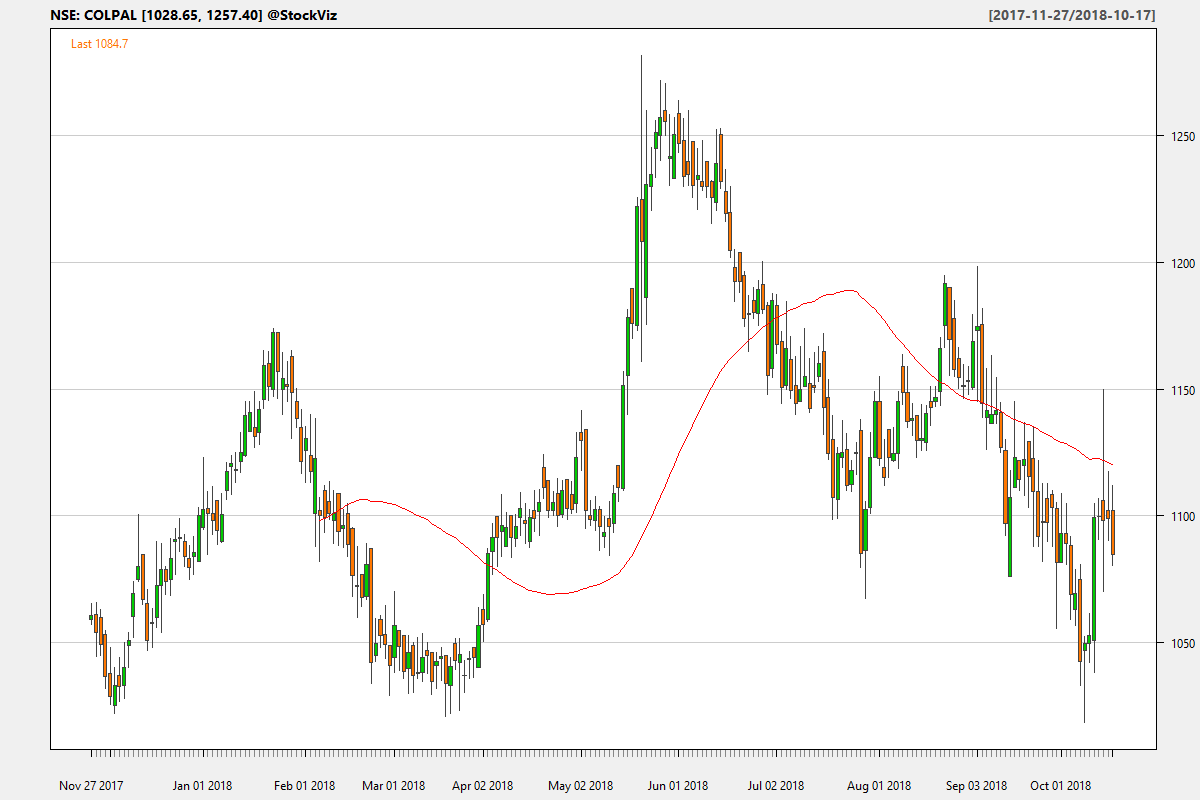 NSE: COLPAL [1028.65, 1257.40] @StockViz [2017-11-27/2018-10-17]
Last 1084.7
1250
1200
1150
1100
1050
Nov 27 2017 Jan 01 2018 Feb 01 2018 Mar 01 2018 Apr 02 2018 May 02 2018 Jun 01 2018 Jul 02 2018 Aug 01 2018 Sep 03 2018 Oct 01 2018